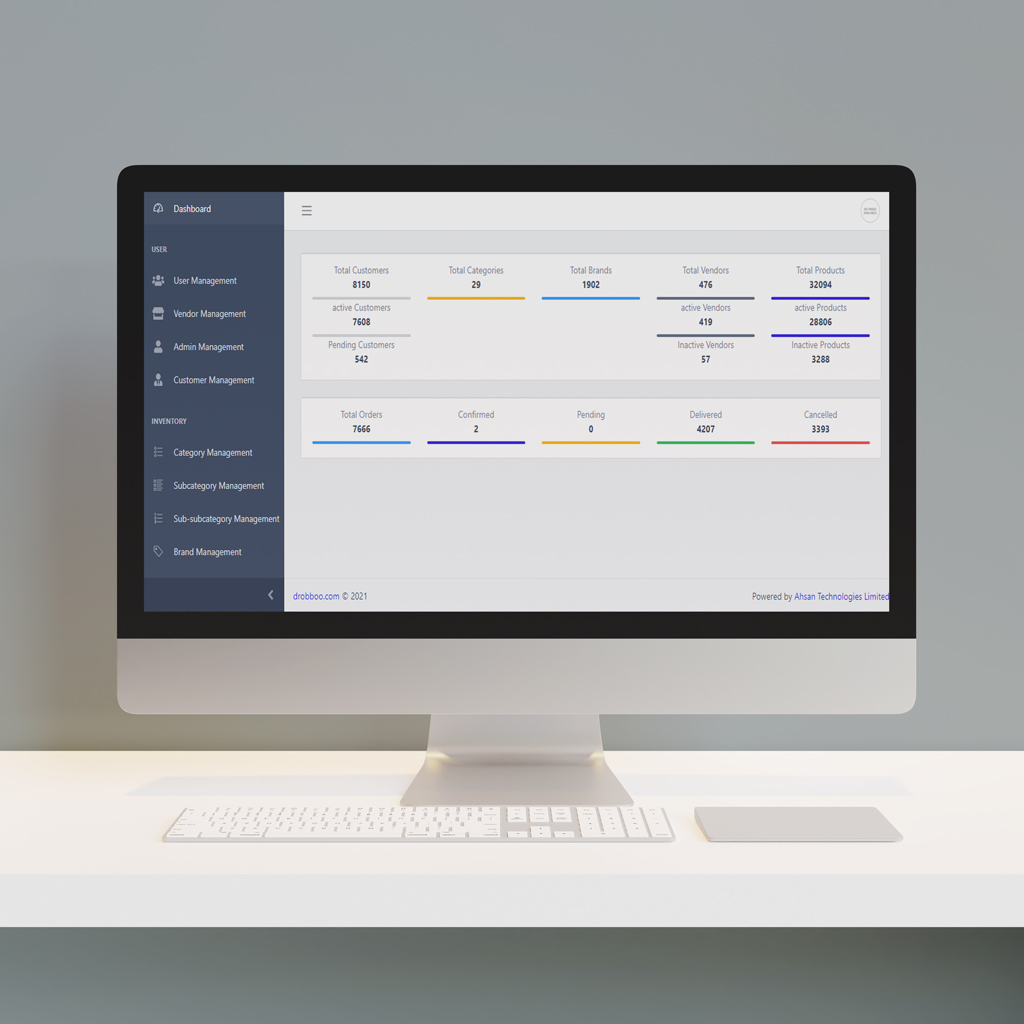 Dashboard
USER
User Management
Vendor Management
Admin Management
Customer Management
INVENTORY
Category Management
Subcategory Management
Sub-subcategory Management
Brand Management
Total Customers
8150
active Customers
7608
Pending Customers
542
Total Categories
29
Total Brands
1902
Total Vendors
476
active Vendors
419
Inactive Vendors
57
Total Products
32094
active Products
28806
Inactive Products
3288
Total Orders
7666
Confirmed
2
Pending
0
Delivered
4207
Cancelled
3393
drobboo.com © 2021
Powered by Ahsan Technologies Limited